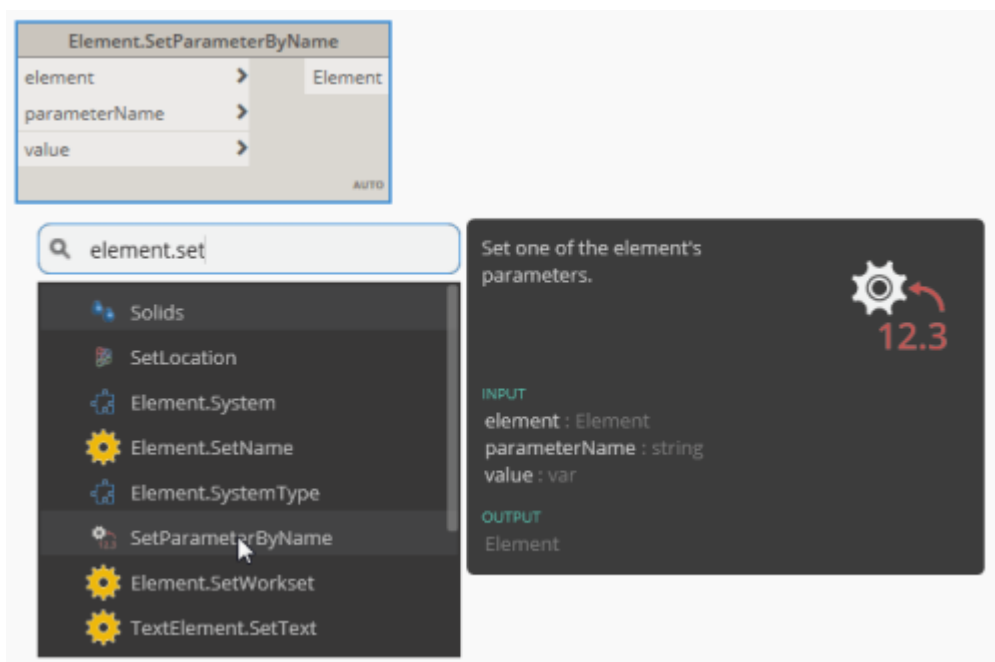 Element.SetParameterByName
element > Element
parameterName >
value >
AUTO
element.set
Solids
SetLocation
Element.System
Element.SetName
Element.SystemType
SetParameterByName
Element.SetWorkset
TextElement.SetText
Set one of the element's
parameters.
12.3
INPUT
element : Element
parameterName : string
value : var
OUTPUT
Element